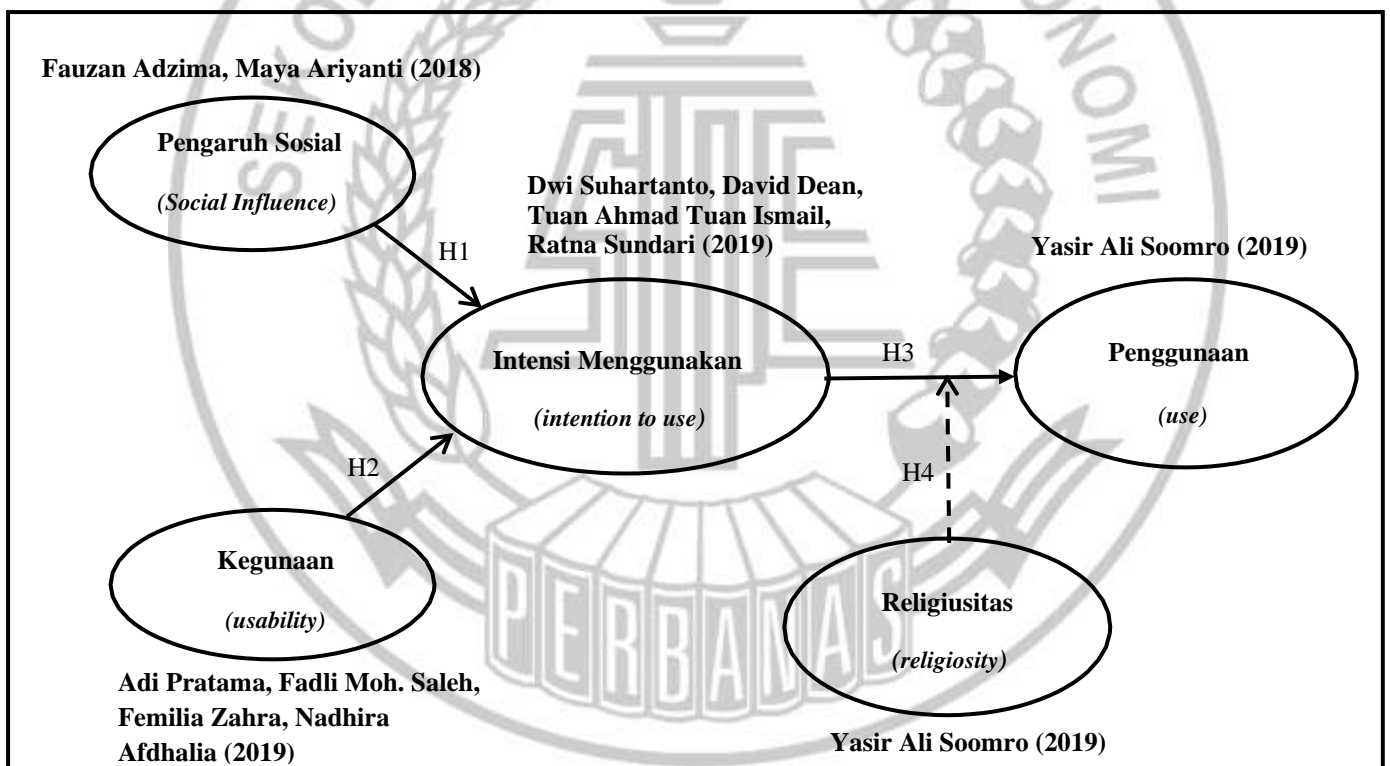 Fauzan Adzima, Maya Ariyanti (2018)
Pengaruh Sosial
(Social Influence)
H1
Dwi Suhartanto, David Dean,
Tuan Ahmad Tuan Ismail,
Ratna Sundari (2019)
Yasir Ali Soomro (2019)
Intensi Menggunakan
(intention to use)
H3
Penggunaan
(use)
H2
H4
Kegunaan
(usability)
Religiusitas
(religiosity)
Adi Pratama, Fadli Moh. Saleh,
Femilia Zahra, Nadhira
Afdhalia (2019)
Yasir Ali Soomro (2019)
PERBANAS